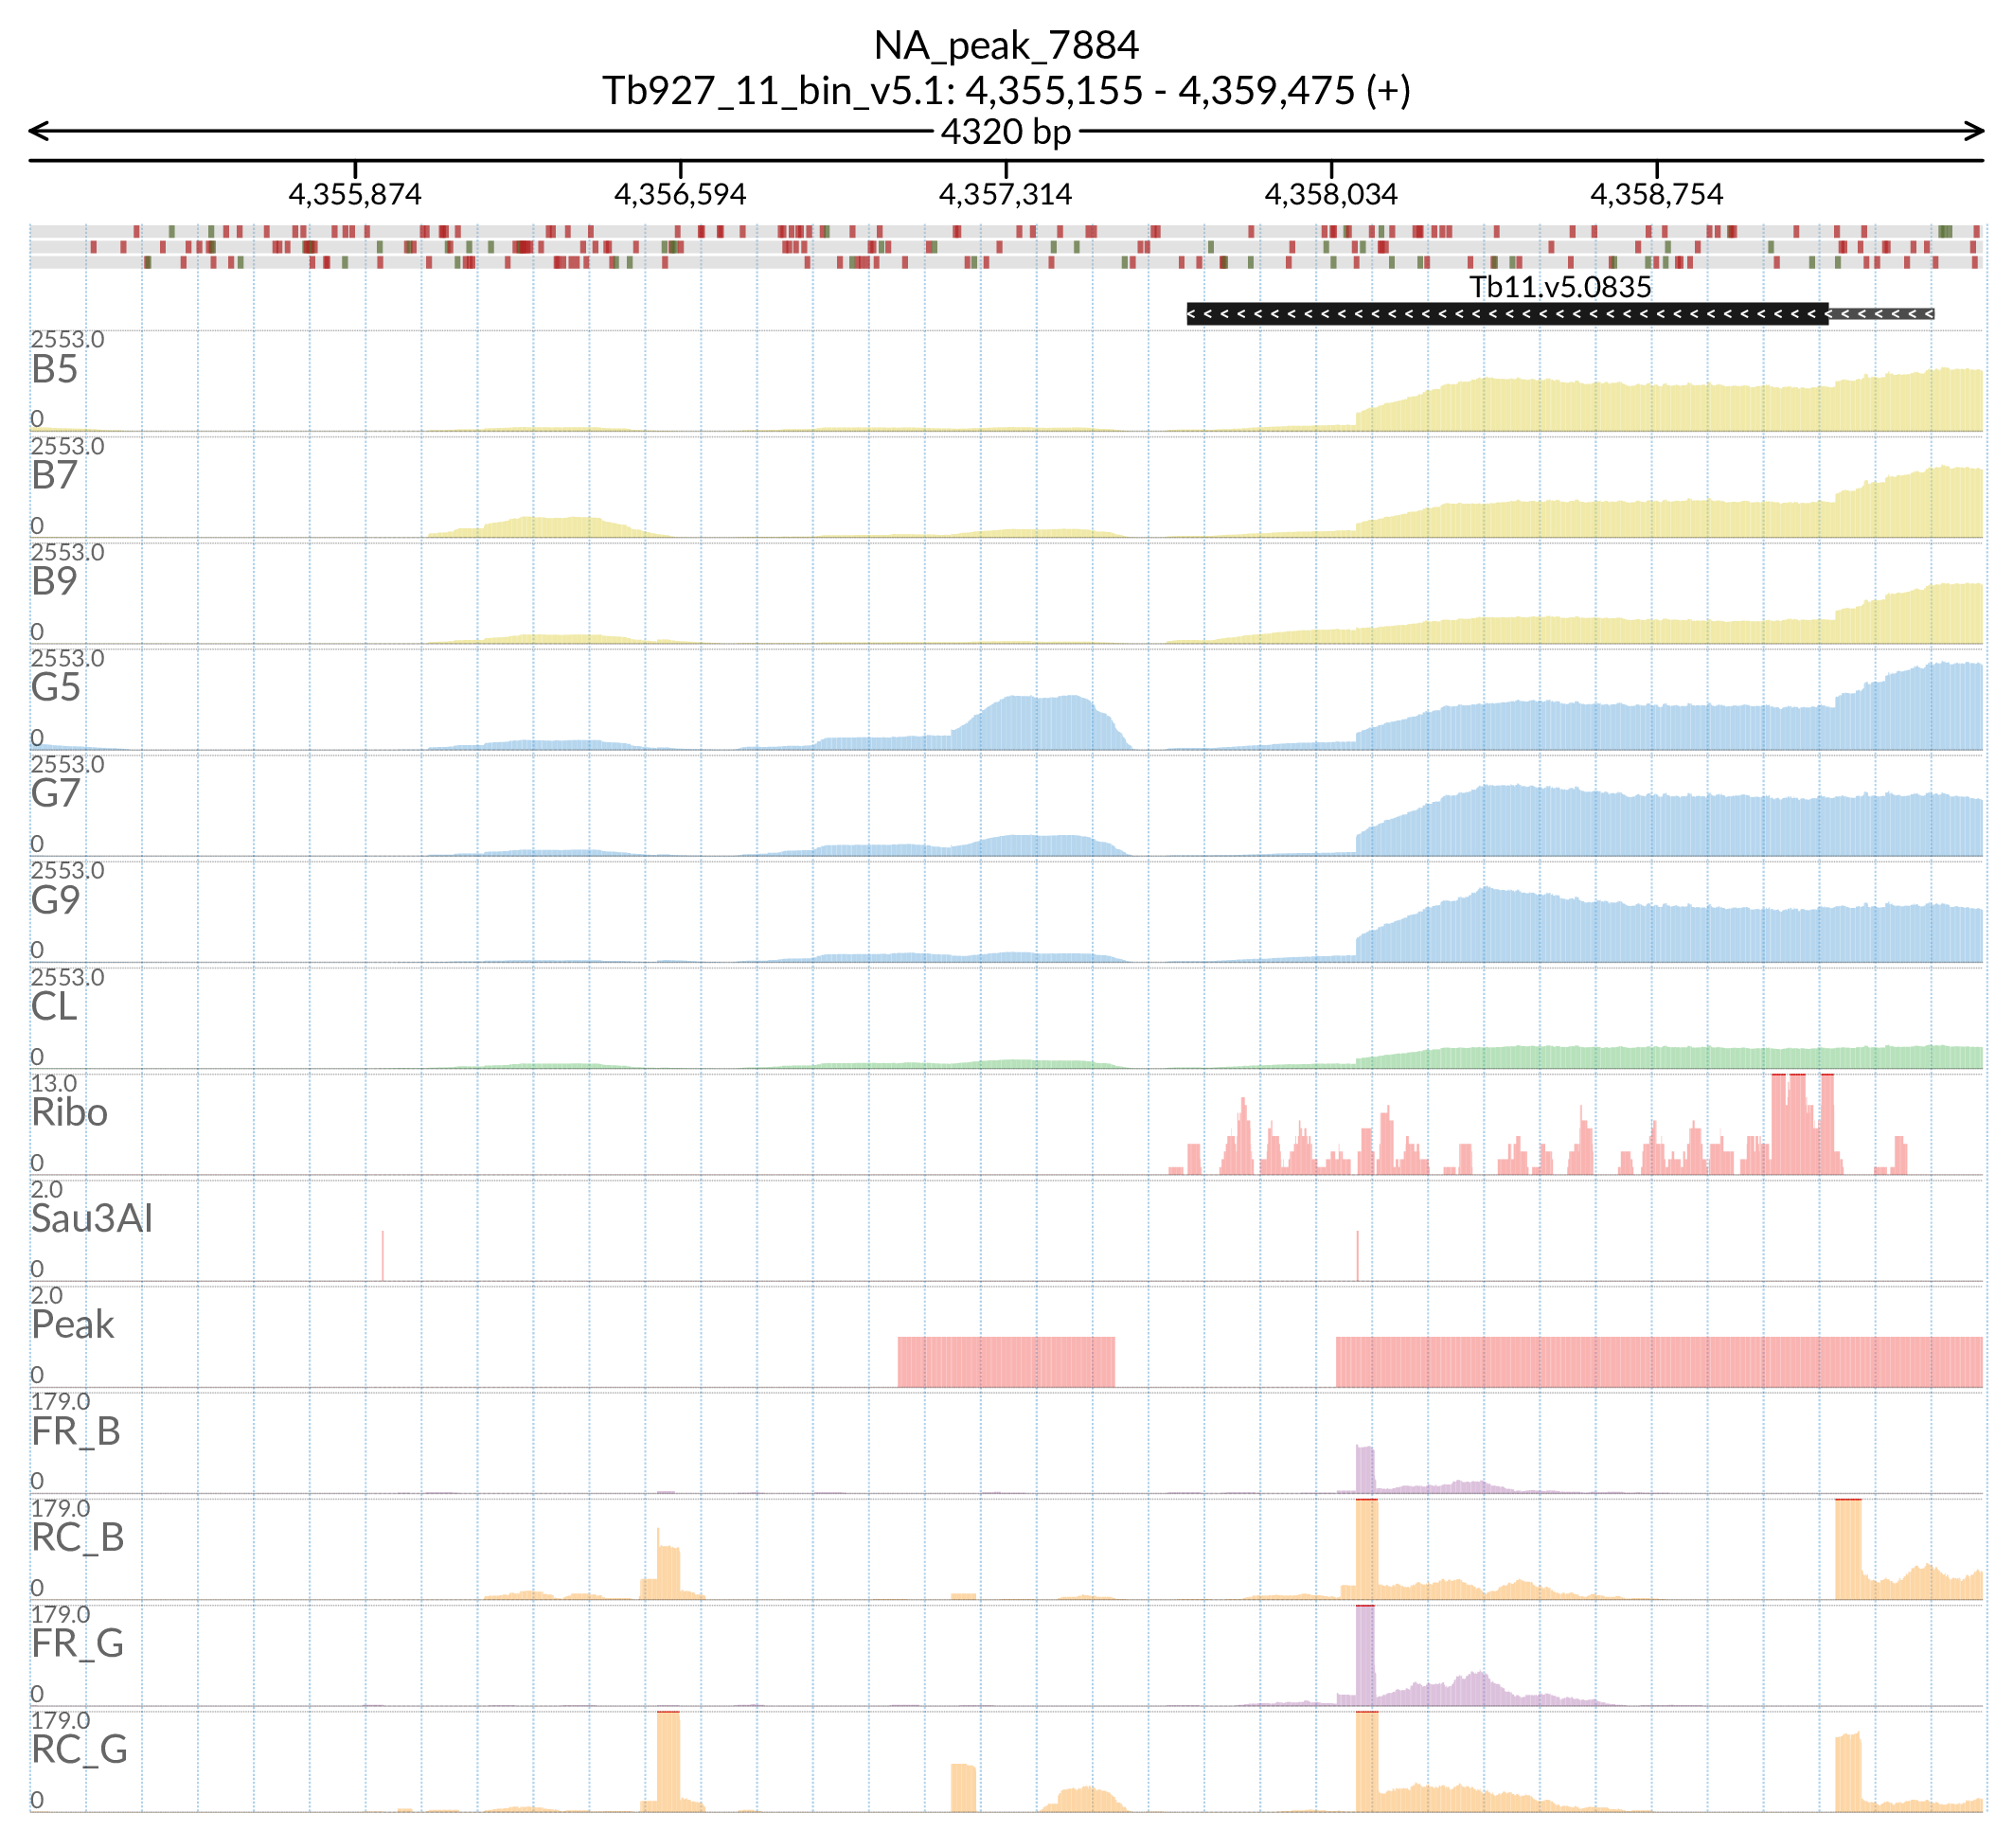 NA_peak_7884
Tb927_11_bin_v5.1: 4,355,155 - 4,359,475 (+)
4320 bp
4,355,874 4,356,594 4,357,314 4,358,034 4,358,754
Tb11.v5.0835
2553.0
B5
0
2553.0
B7
0
2553.0
B9
0
2553.0
G5
0
2553.0
G7
0
2553.0
G9
0
2553.0
CL
0
13.0
Ribo
0
2.0
Sau3AI
0
2.0
Peak
0
179.0
FR_B
0
179.0
RC_B
0
179.0
FR_G
0
179.0
RC_G
0